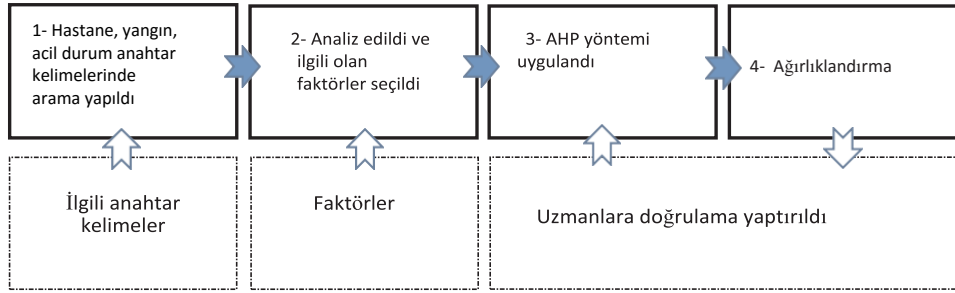 1- Hastane, yangın,
acil durum anahtar
kelimelerinde
arama yapıldı
2- Analiz edildi ve
ilgili olan
faktörler seçildi
3- AHP yöntemi
uygulandı
4- Ağırlıklandırma
İlgili anahtar
kelimeler
Faktörler
Uzmanlara doğrulama yaptırıldı